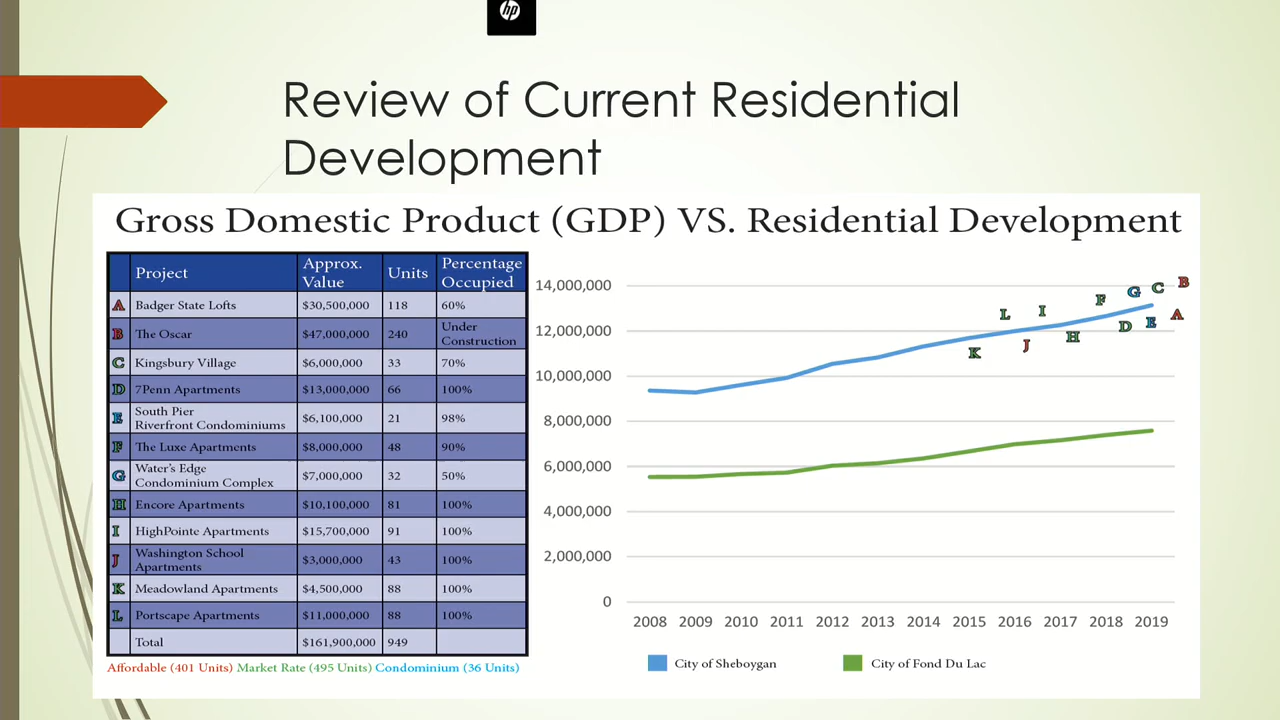 hp
Review of Current Residential
Development
Gross Domestic Product (GDP) VS. Residential Development
Project Approx. Value Units Percentage Occupied
A Badger State Lofts $30,500,000 118 60%
B The Oscar $47,000,000 240 Under Construction
C Kingsbury Village $6,000,000 33 70%
D 7Penn Apartments $13,000,000 66 100%
E South Pier Riverfront Condominiums $6,100,000 21 98%
F The Luxe Apartments $8,000,000 48 90%
G Water's Edge Condominium Complex $7,000,000 32 50%
H Encore Apartments $10,100,000 81 100%
I HighPointe Apartments $15,700,000 91 100%
J Washington School Apartments $3,000,000 43 100%
K Meadowland Apartments $4,500,000 88 100%
L Portscape Apartments $11,000,000 88 100%
Total $161,900,000 949
Affordable (401 Units) Market Rate (495 Units) Condominium (36 Units)
14,000,000
12,000,000
10,000,000
8,000,000
6,000,000
4,000,000
2,000,000
0
K L J I H F D G E C A B
2008 2009 2010 2011 2012 2013 2014 2015 2016 2017 2018 2019
City of Sheboygan City of Fond Du Lac